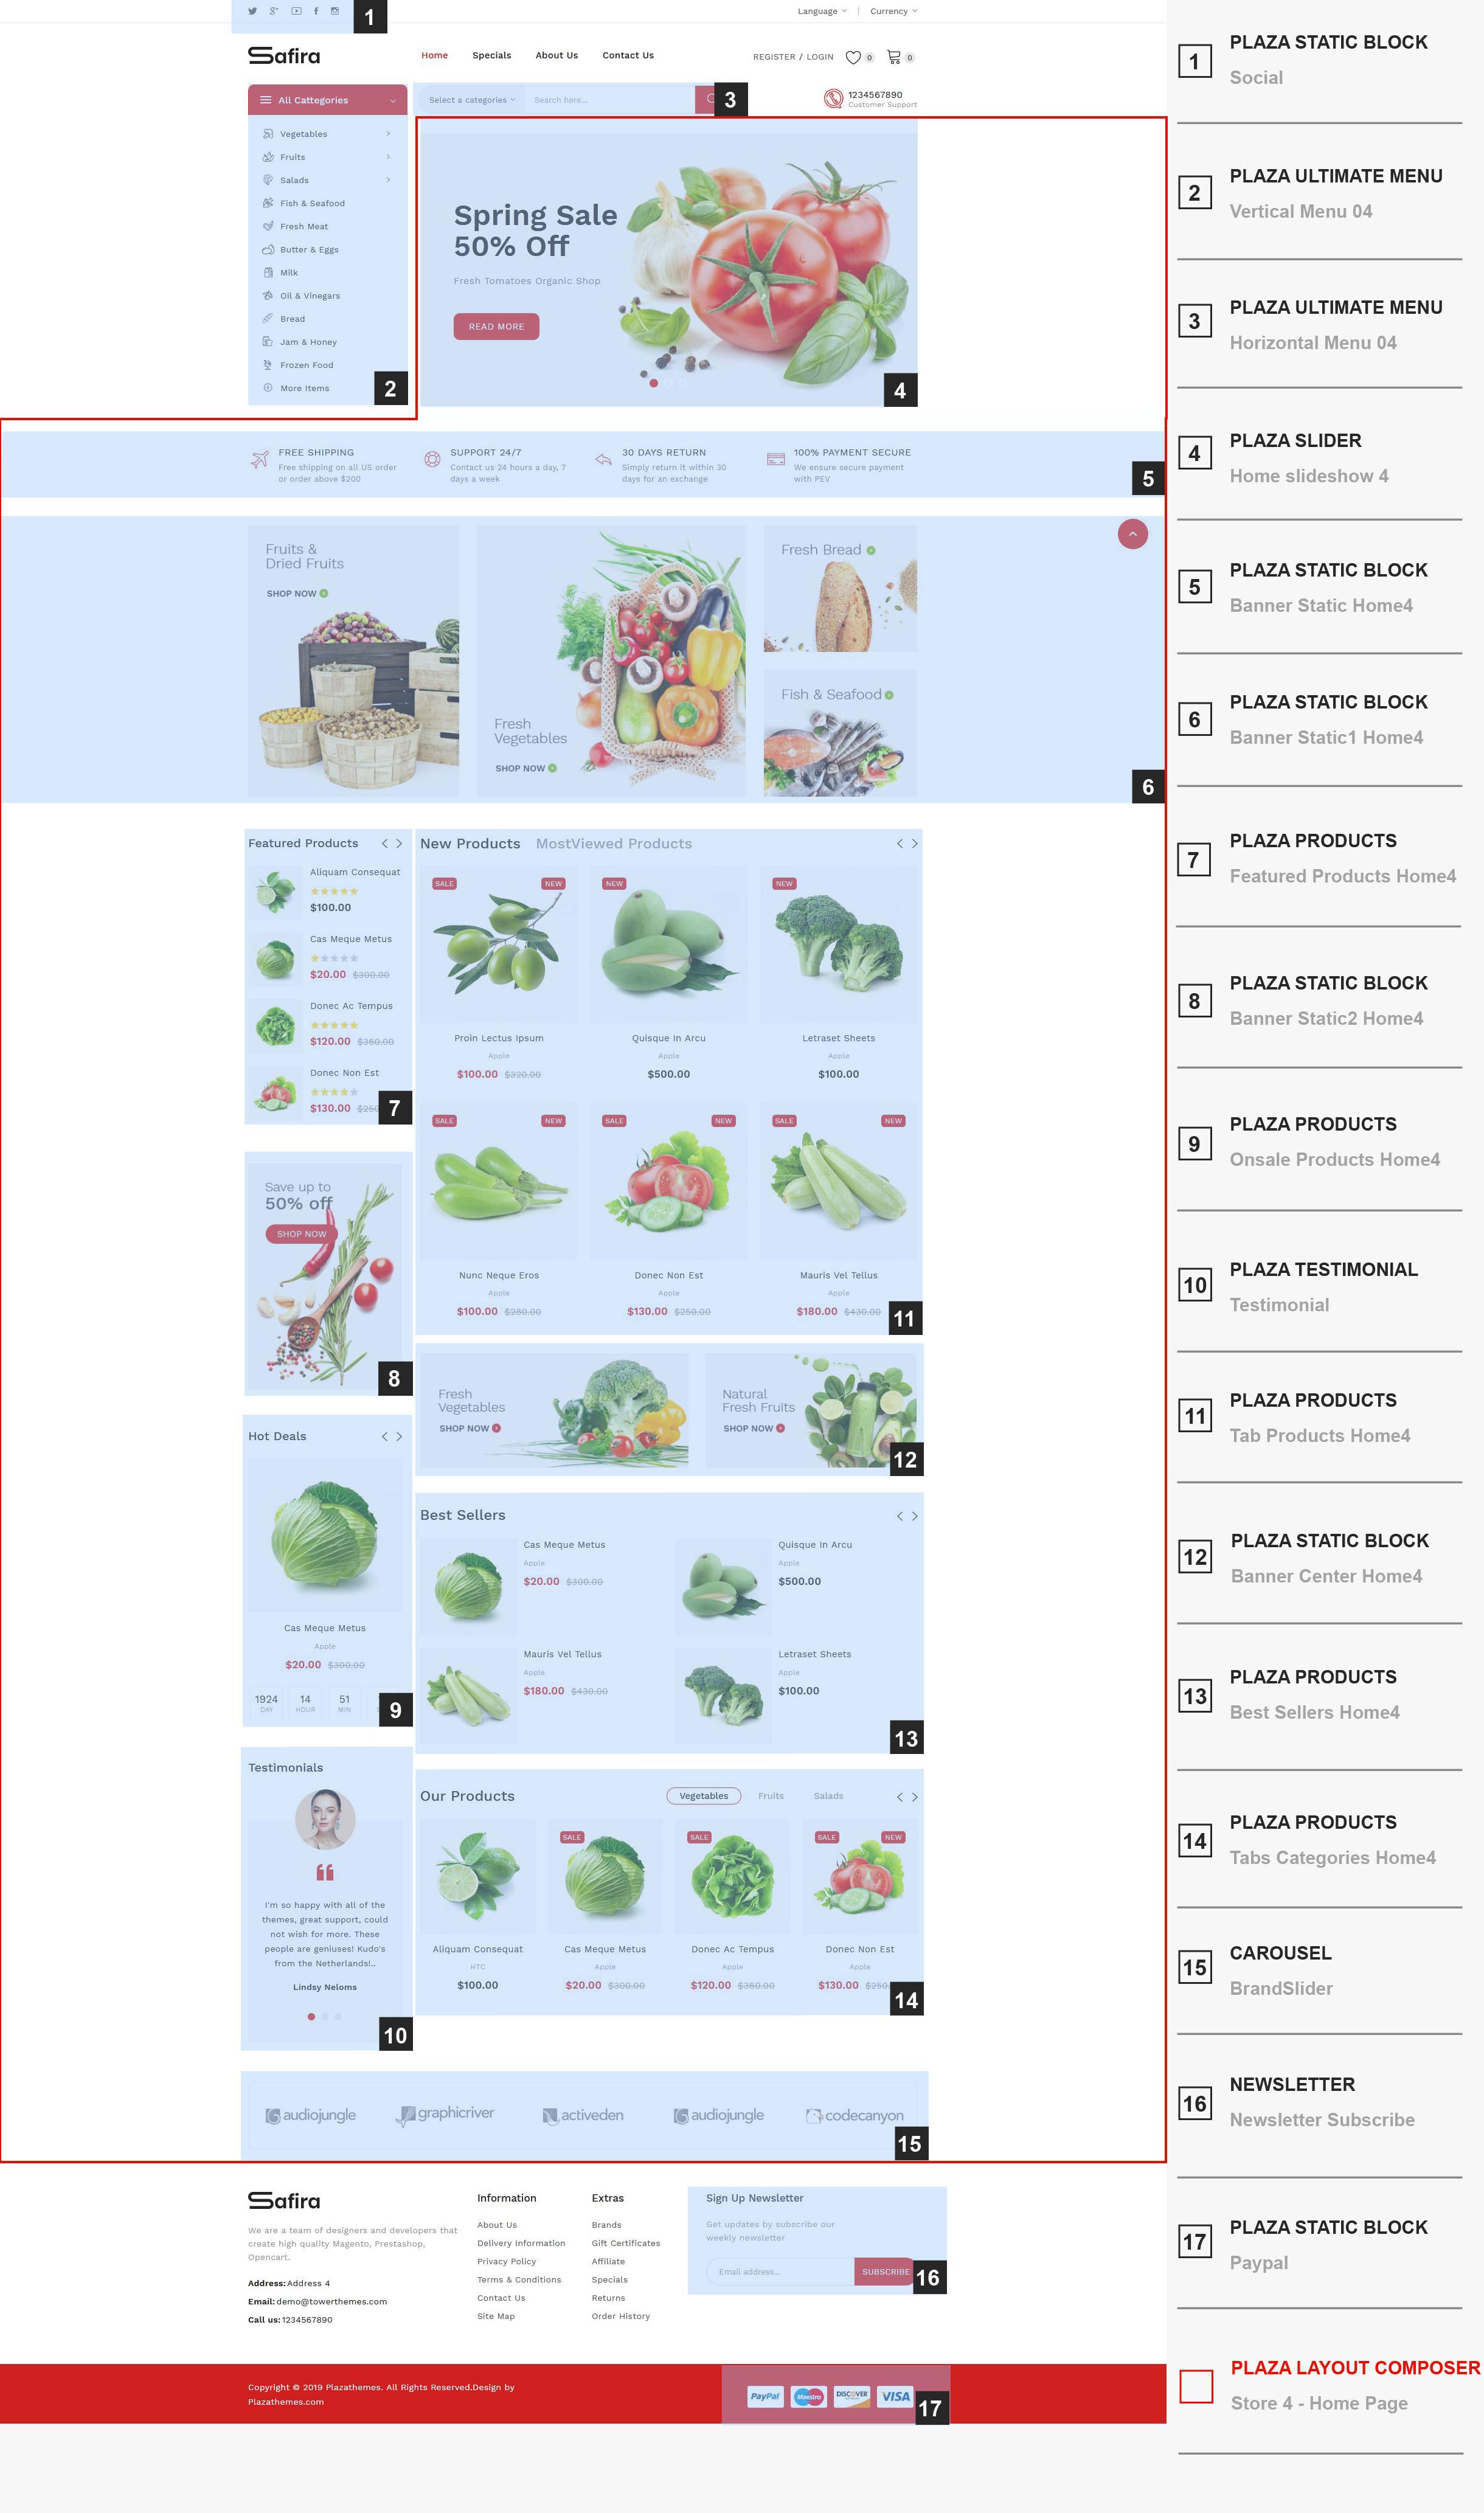 1
Language
Currency
Safira
Home
Specials
About Us
Contact Us
REGISTER / LOGIN
0
0
All Cattegories
Select a categories
Search here...
3
1234567890
Customer Support
Vegetables
Fruits
Salads
Fish & Seafood
Fresh Meat
Butter & Eggs
Milk
Oil & Vinegars
Bread
Jam & Honey
Frozen Food
More Items
2
Spring Sale
50% Off
Fresh Tomatoes Organic Shop
READ MORE
4
FREE SHIPPING
Free shipping on all US order
or order above $200
SUPPORT 24/7
Contact us 24 hours a day, 7
days a week
30 DAYS RETURN
Simply return it within 30
days for an exchange
100% PAYMENT SECURE
We ensure secure payment
with PEV
5
Fruits &
Dried Fruits
SHOP NOW
Fresh
Vegetables
SHOP NOW
Fresh Bread
Fish & Seafood
6
Featured Products
Aliquam Consequat
$100.00
Cas Meque Metus
$20.00 $300.00
Donec Ac Tempus
$120.00 $360.00
Donec Non Est
$130.00
7
Save up to
50% off
SHOP NOW
8
Hot Deals
Cas Meque Metus
Apple
$20.00 $300.00
1924
DAY
14
HOUR
51
MIN
9
Testimonials
I'm so happy with all of the
themes, great support, could
not wish for more. These
people are geniuses! Kudo's
from the Netherlands!..
Lindsy Neloms
10
New Products
MostViewed Products
SALE
NEW
Proin Lectus Ipsum
Apple
$100.00 $320.00
NEW
Quisque In Arcu
Apple
$500.00
NEW
Letraset Sheets
Apple
$100.00
SALE
NEW
Nunc Neque Eros
Apple
$100.00 $280.00
SALE
NEW
Donec Non Est
Apple
$130.00 $250.00
SALE
NEW
Mauris Vel Tellus
Apple
$180.00 $430.00
11
Fresh
Vegetables
SHOP NOW
Natural
Fresh Fruits
SHOP NOW
12
Best Sellers
Cas Meque Metus
Apple
$20.00 $300.00
Quisque In Arcu
Apple
$500.00
Mauris Vel Tellus
Apple
$180.00 $430.00
Letraset Sheets
Apple
$100.00
13
Our Products
Vegetables
Fruits
Salads
Aliquam Consequat
HTC
$100.00
SALE
Cas Meque Metus
Apple
$20.00 $300.00
SALE
Donec Ac Tempus
Apple
$120.00 $360.00
SALE
NEW
Donec Non Est
Apple
$130.00
14
audiojungle
graphicriver
activeden
audiojungle
codecanyon
15
Safira
We are a team of designers and developers that
create high quality Magento, Prestashop,
Opencart.
Address: Address 4
Email: demo@towerthemes.com
Call us: 1234567890
Information
About Us
Delivery Information
Privacy Policy
Terms & Conditions
Contact Us
Site Map
Extras
Brands
Gift Certificates
Affiliate
Specials
Returns
Order History
Sign Up Newsletter
Get updates by subscribe our
weekly newsletter
Email address...
SUBSCRIBE
16
Copyright © 2019 Plazathemes. All Rights Reserved.Design by
Plazathemes.com
PayPal
Maestro
DISCOVER
VISA
17
1
PLAZA STATIC BLOCK
Social
2
PLAZA ULTIMATE MENU
Vertical Menu 04
3
PLAZA ULTIMATE MENU
Horizontal Menu 04
4
PLAZA SLIDER
Home slideshow 4
5
PLAZA STATIC BLOCK
Banner Static Home4
6
PLAZA STATIC BLOCK
Banner Static1 Home4
7
PLAZA PRODUCTS
Featured Products Home4
8
PLAZA STATIC BLOCK
Banner Static2 Home4
9
PLAZA PRODUCTS
Onsale Products Home4
10
PLAZA TESTIMONIAL
Testimonial
11
PLAZA PRODUCTS
Tab Products Home4
12
PLAZA STATIC BLOCK
Banner Center Home4
13
PLAZA PRODUCTS
Best Sellers Home4
14
PLAZA PRODUCTS
Tabs Categories Home4
15
CAROUSEL
BrandSlider
16
NEWSLETTER
Newsletter Subscribe
17
PLAZA STATIC BLOCK
Paypal
PLAZA LAYOUT COMPOSER
Store 4 - Home Page